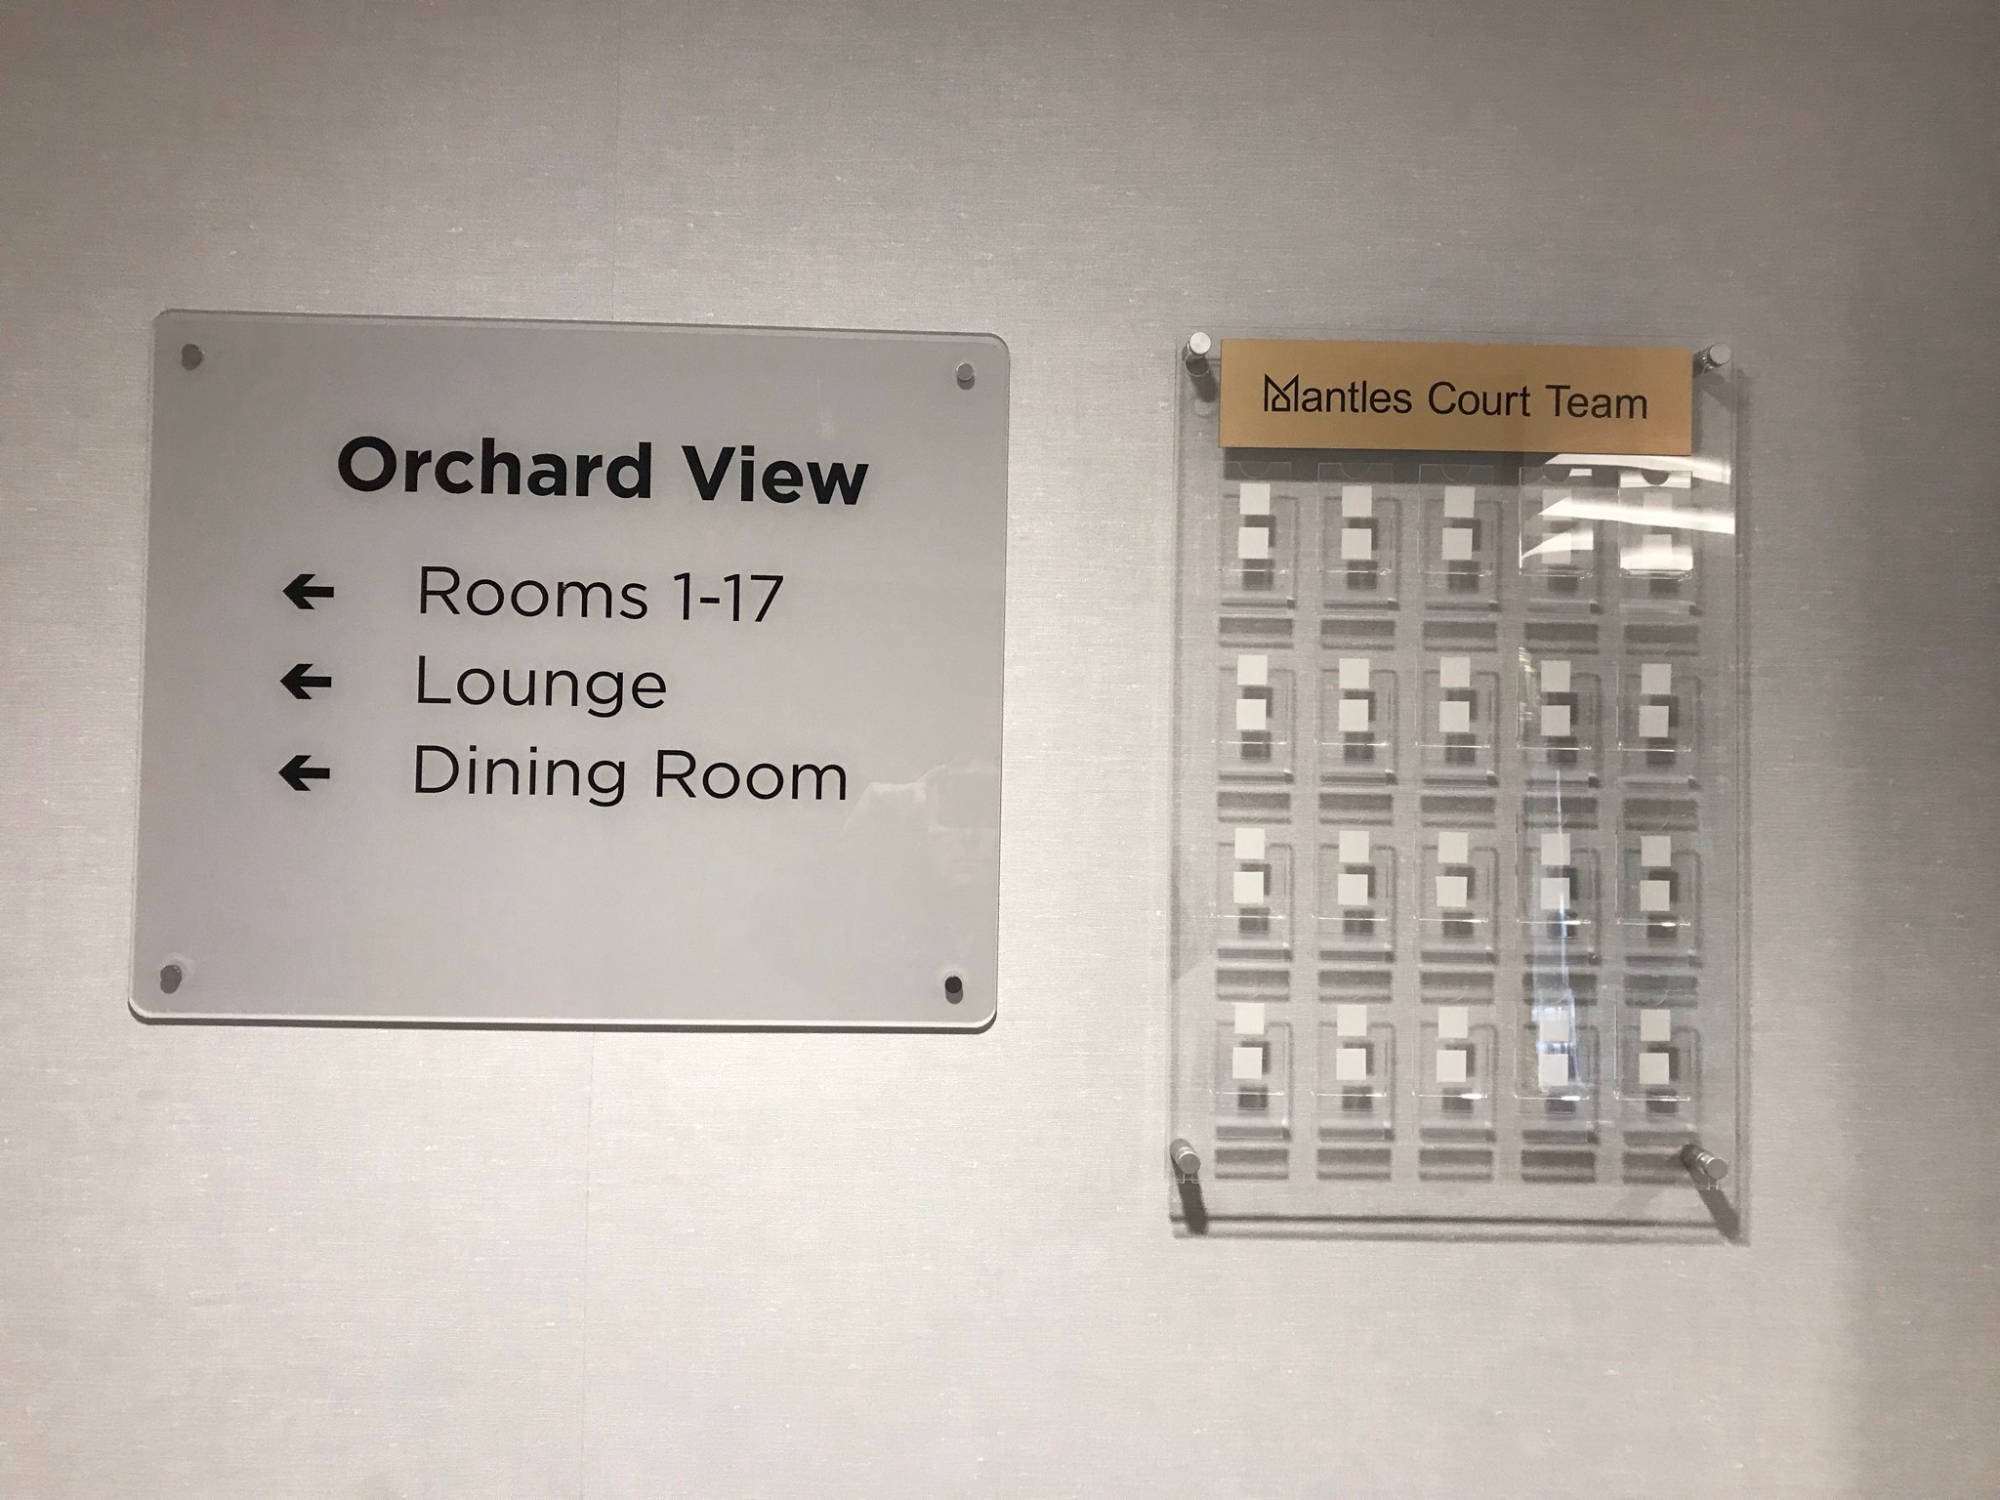 Orchard View
← Rooms 1-17
← Lounge
← Dining Room
Mantles Court Team